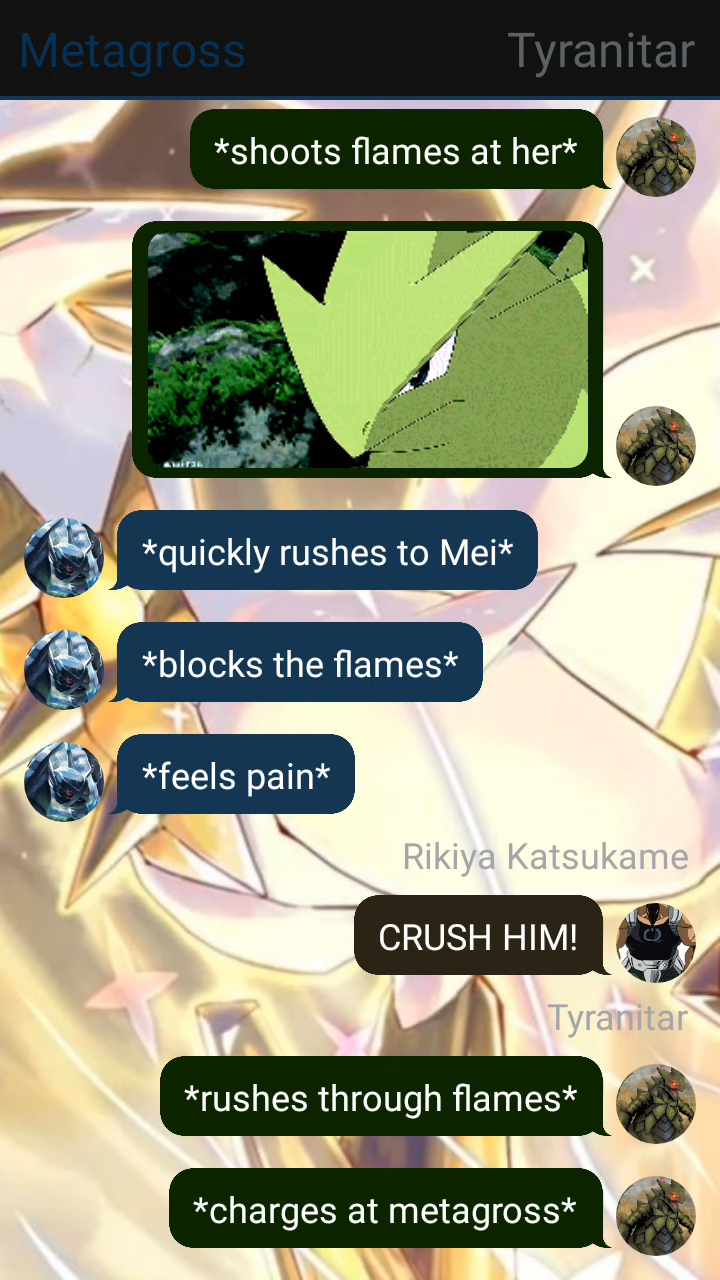 Metagross
Tyranitar
*shoots flames at her*
*quickly rushes to Mei*
*blocks the flames*
*feels pain*
Rikiya Katsukame
CRUSH HIM!
Tyranitar
*rushes through flames*
*charges at metagross*